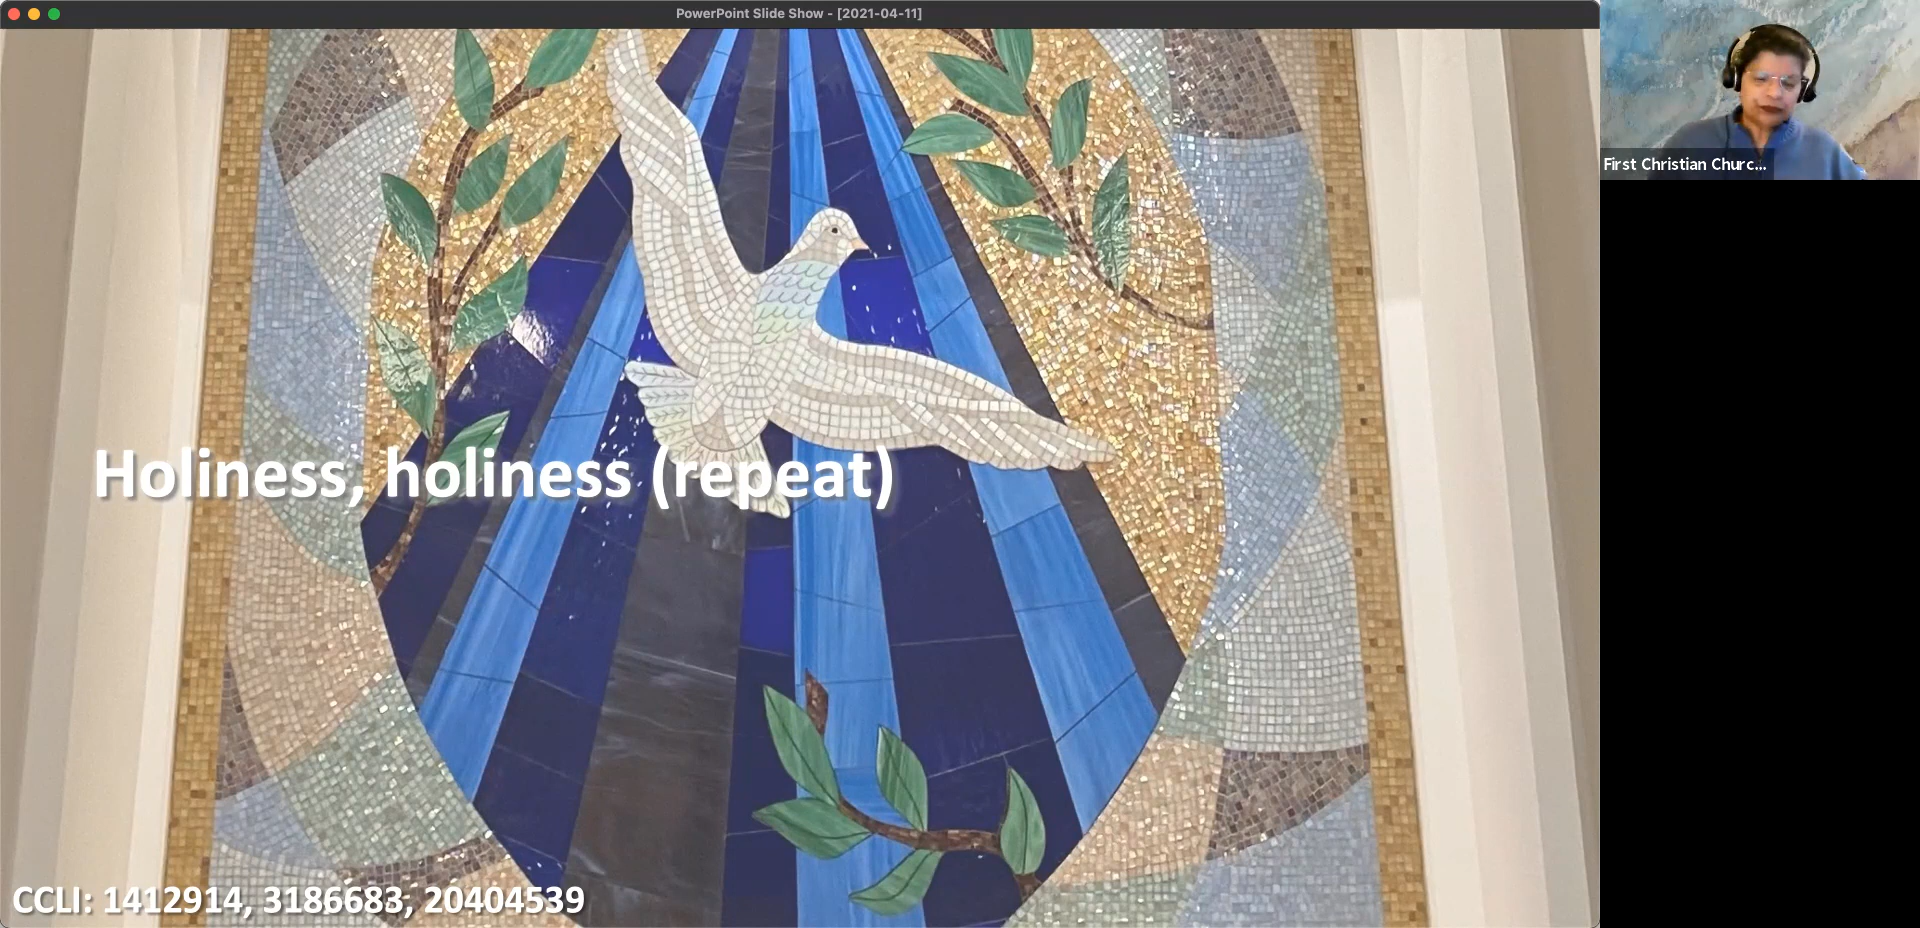 PowerPoint Slide Show - [2021-04-11]
First Christian Churc...
Holiness, holiness (repeat)
CCLI: 1412914, 3186683, 20404539